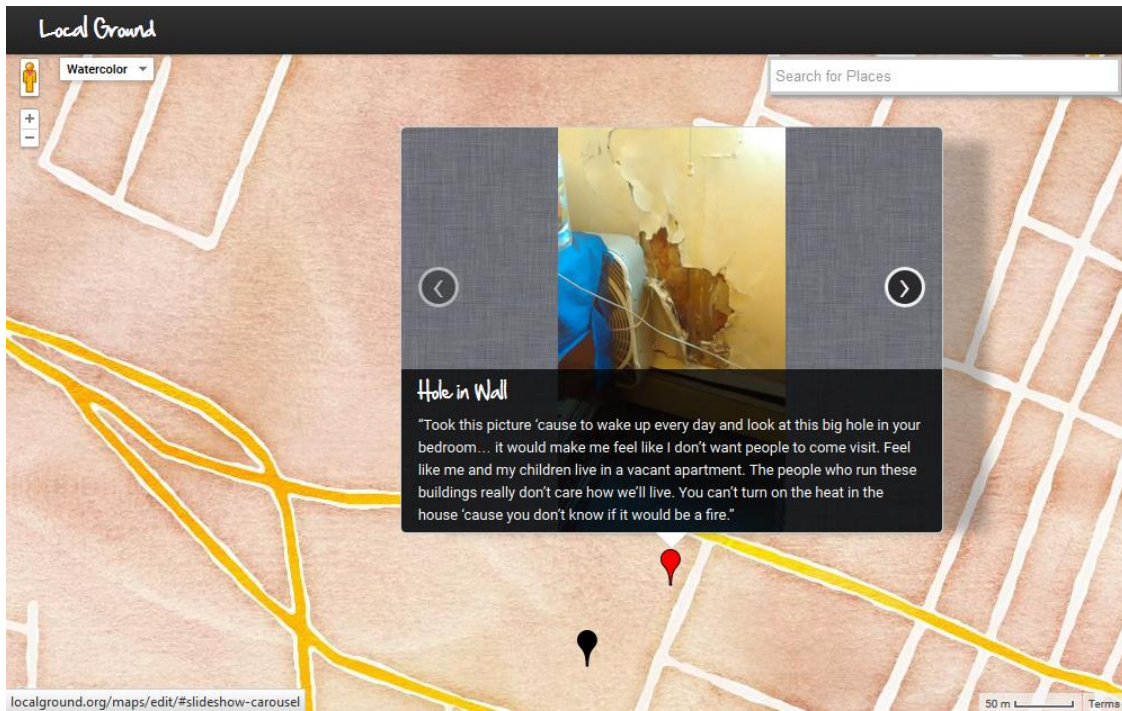 Local Ground
Watercolor
Search for Places
+
−
‹
›
Hole in Wall
“Took this picture ‘cause to wake up every day and look at this big hole in your
bedroom… it would make me feel like I don’t want people to come visit. Feel
like me and my children live in a vacant apartment. The people who run these
buildings really don’t care how we’ll live. You can’t turn on the heat in the
house ‘cause you don’t know if it would be a fire.”
localground.org/maps/edit/#slideshow-carousel
50 m
Terms